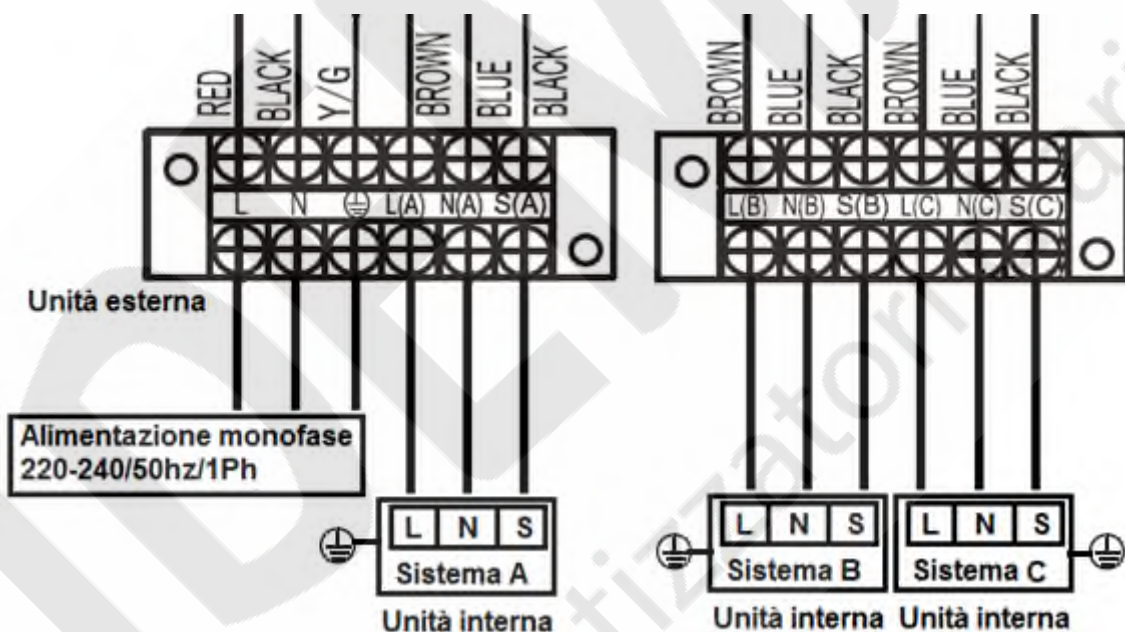 RED BLACK Y/G BROWN BLUE BLACK
BROWN BLUE BLACK BROWN BLUE BLACK
L N L(A) N(A) S(A)
L(B) N(B) S(B) L(C) N(C) S(C)
Unità esterna
Alimentazione monofase
220-240/50hz/1Ph
L N S
Sistema A
Unità interna
L N S
Sistema B
Unità interna
L N S
Sistema C
Unità interna